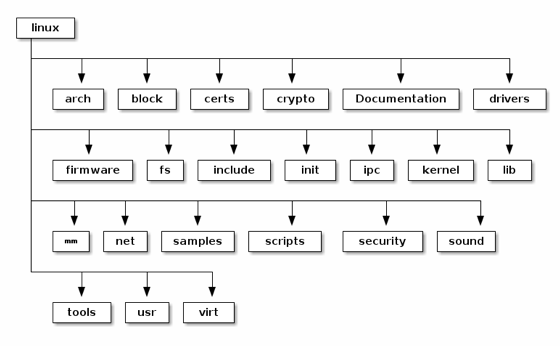 linux
arch block certs crypto Documentation drivers
firmware fs include init ipc kernel lib
mm net samples scripts security sound
tools usr virt